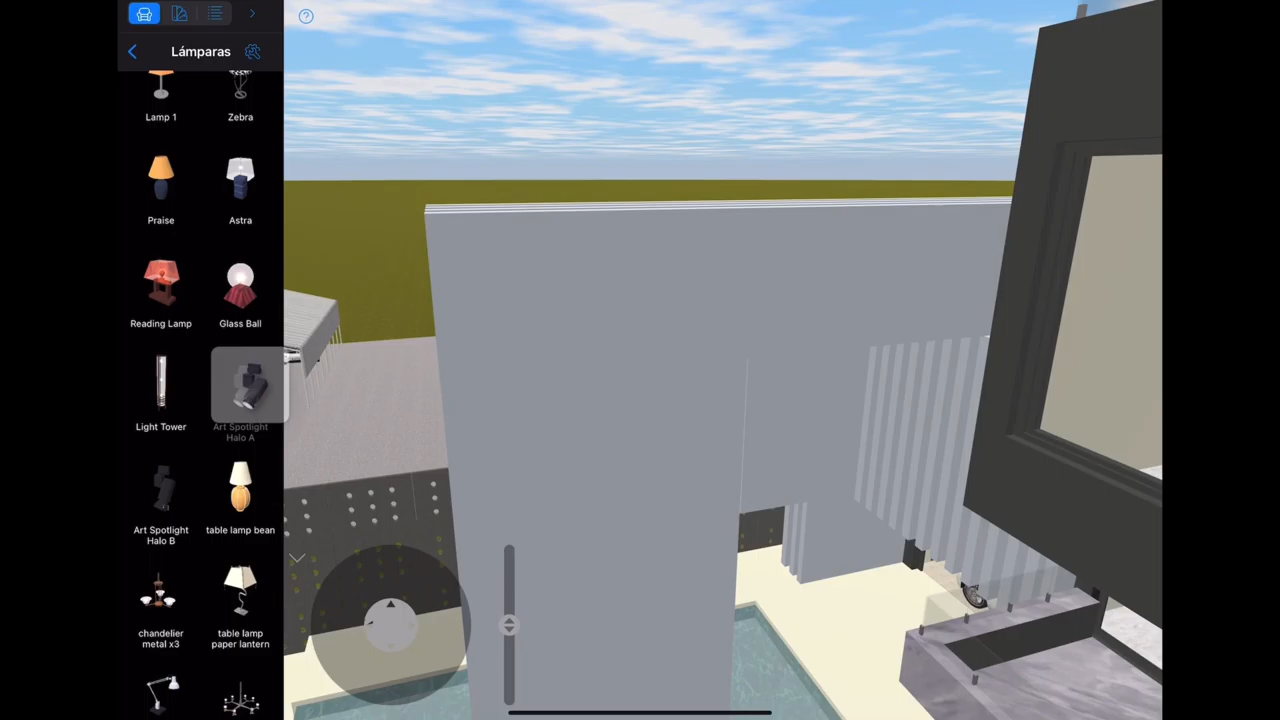 ?
Lámparas
Lamp 1
Zebra
Praise
Astra
Reading Lamp
Glass Ball
Light Tower
Art Spotlight
Halo A
Art Spotlight
Halo B
table lamp bean
chandelier
metal x3
table lamp
paper lantern